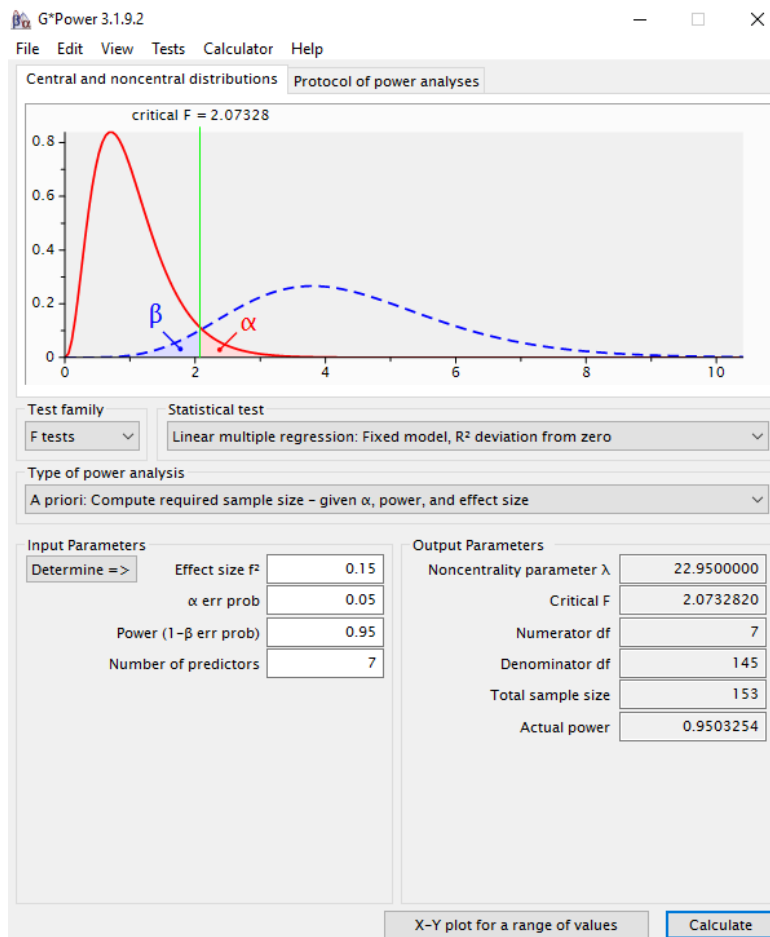 G*Power 3.1.9.2
File Edit View Tests Calculator Help
Central and noncentral distributions Protocol of power analyses
critical F = 2.07328
0.8
0.6
0.4
0.2
0
β
α
0 2 4 6 8 10
Test family Statistical test
F tests Linear multiple regression: Fixed model, R² deviation from zero
Type of power analysis
A priori: Compute required sample size – given α, power, and effect size
Input Parameters
Determine => Effect size f² 0.15
α err prob 0.05
Power (1-β err prob) 0.95
Number of predictors 7
Output Parameters
Noncentrality parameter λ 22.9500000
Critical F 2.0732820
Numerator df 7
Denominator df 145
Total sample size 153
Actual power 0.9503254
X-Y plot for a range of values Calculate